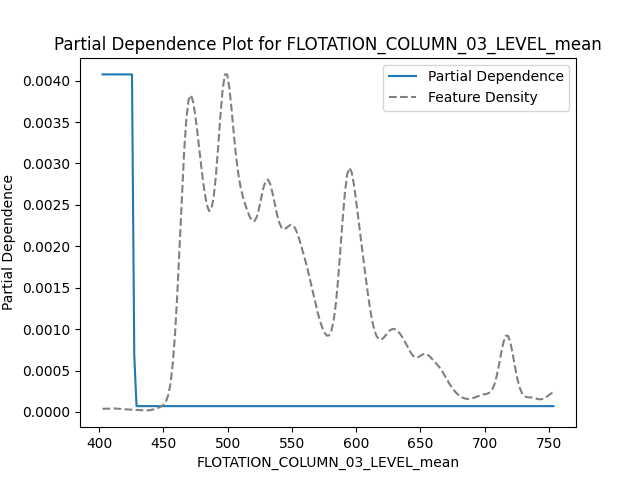 Partial Dependence Plot for FLOTATION_COLUMN_03_LEVEL_mean
Partial Dependence
Feature Density
0.0040
0.0035
0.0030
0.0025
0.0020
0.0015
0.0010
0.0005
0.0000
Partial Dependence
400 450 500 550 600 650 700 750
FLOTATION_COLUMN_03_LEVEL_mean